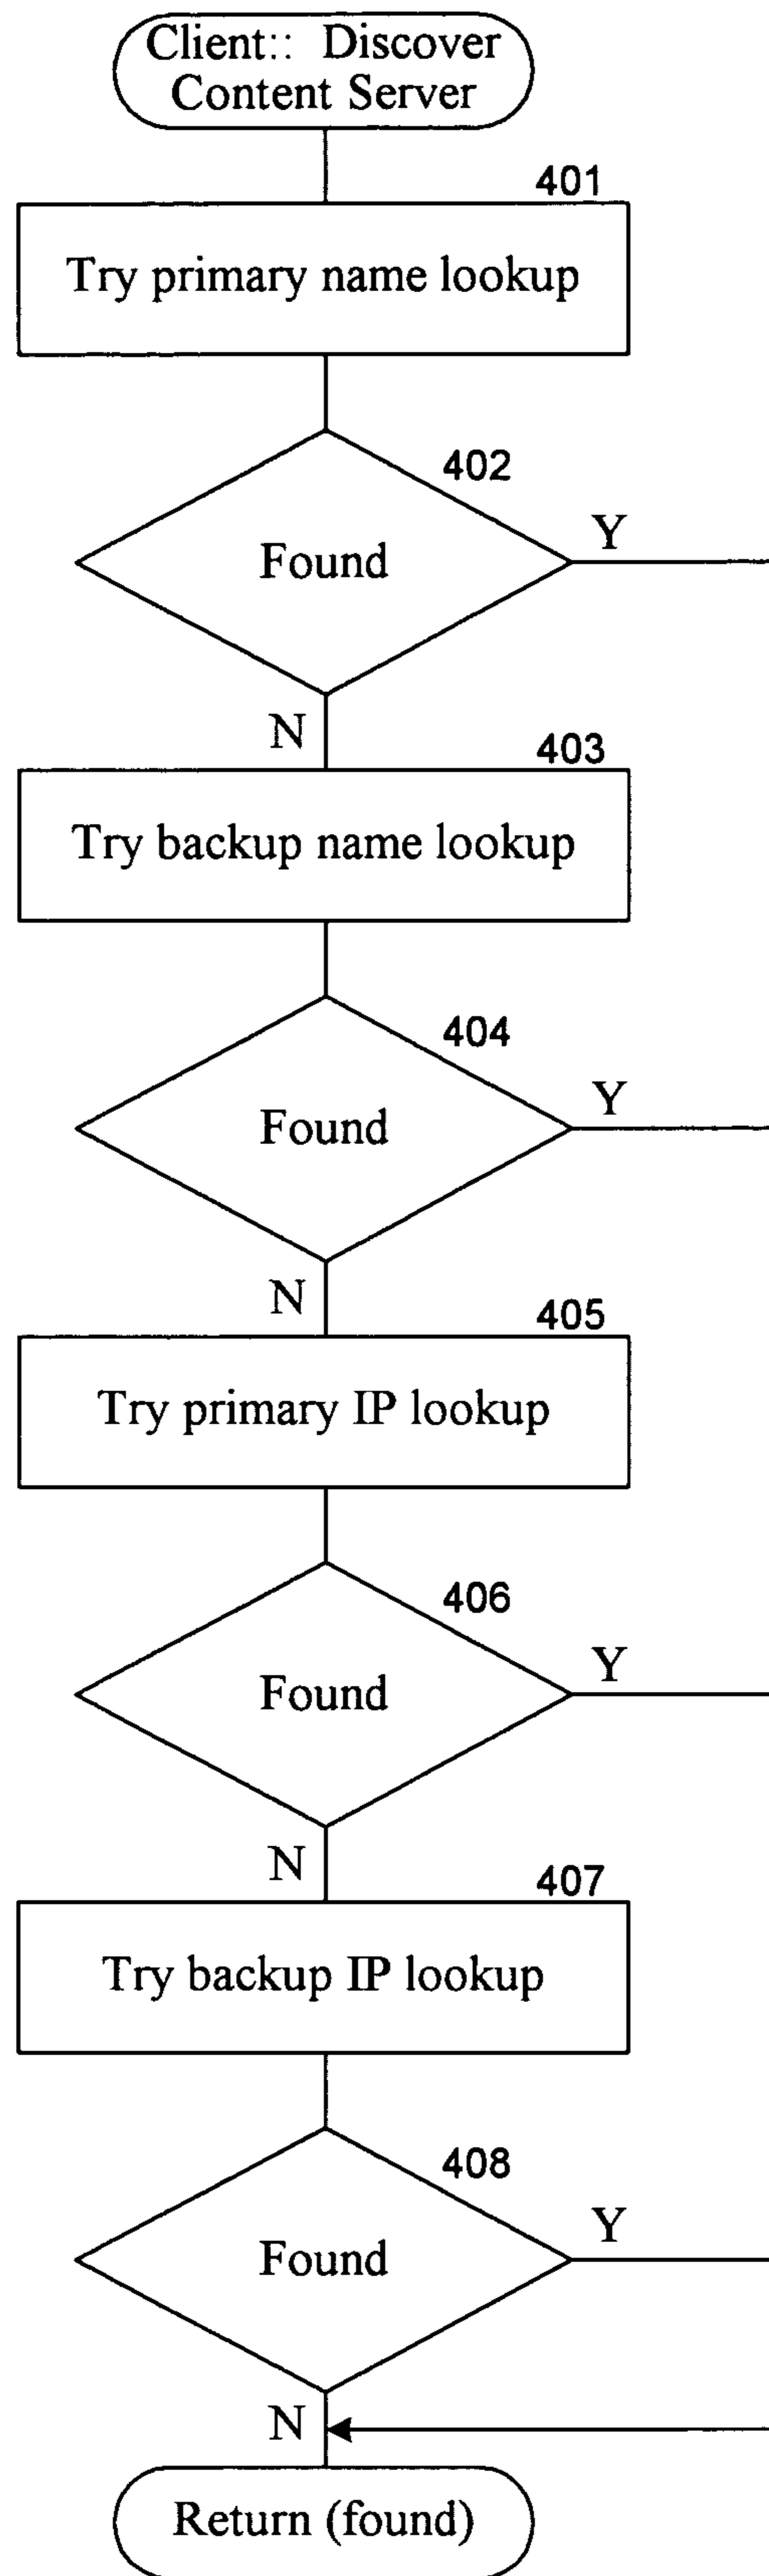 Client:: Discover
Content Server
401
Try primary name lookup
402
Found
Y
N
403
Try backup name lookup
404
Found
Y
N
405
Try primary IP lookup
406
Found
Y
N
407
Try backup IP lookup
408
Found
Y
N
Return (found)